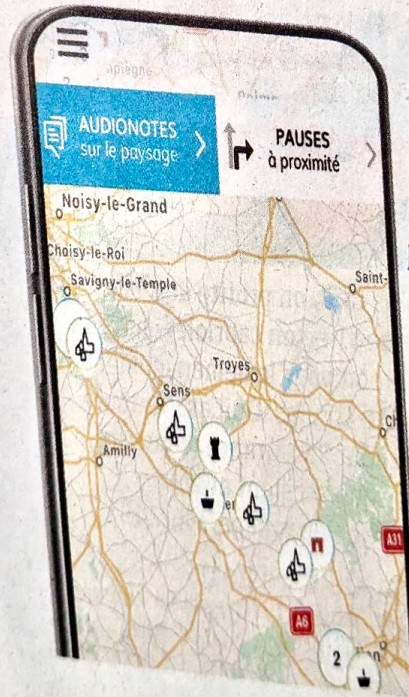 AUDIONOTES
sur le paysage
PAUSES
à proximité
Noisy-le-Grand
Choisy-le-Roi
Savigny-le-Temple
Saint-
Troyes
Sens
Amilly
A31
A6
2